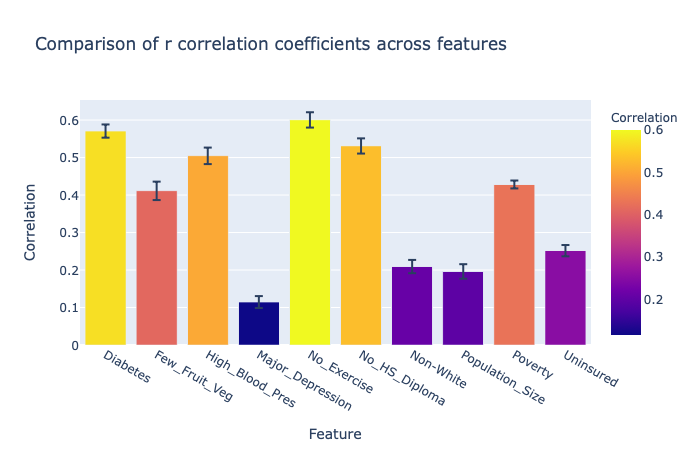 Comparison of r correlation coefficients across features
Correlation
0.6
0.5
0.4
0.3
0.2
0.1
0
Diabetes
Few_Fruit_Veg
High_Blood_Pres
Major_Depression
No_Exercise
No_HS_Diploma
Non-White
Population_Size
Poverty
Uninsured
Feature
Correlation
0.6
0.5
0.4
0.3
0.2